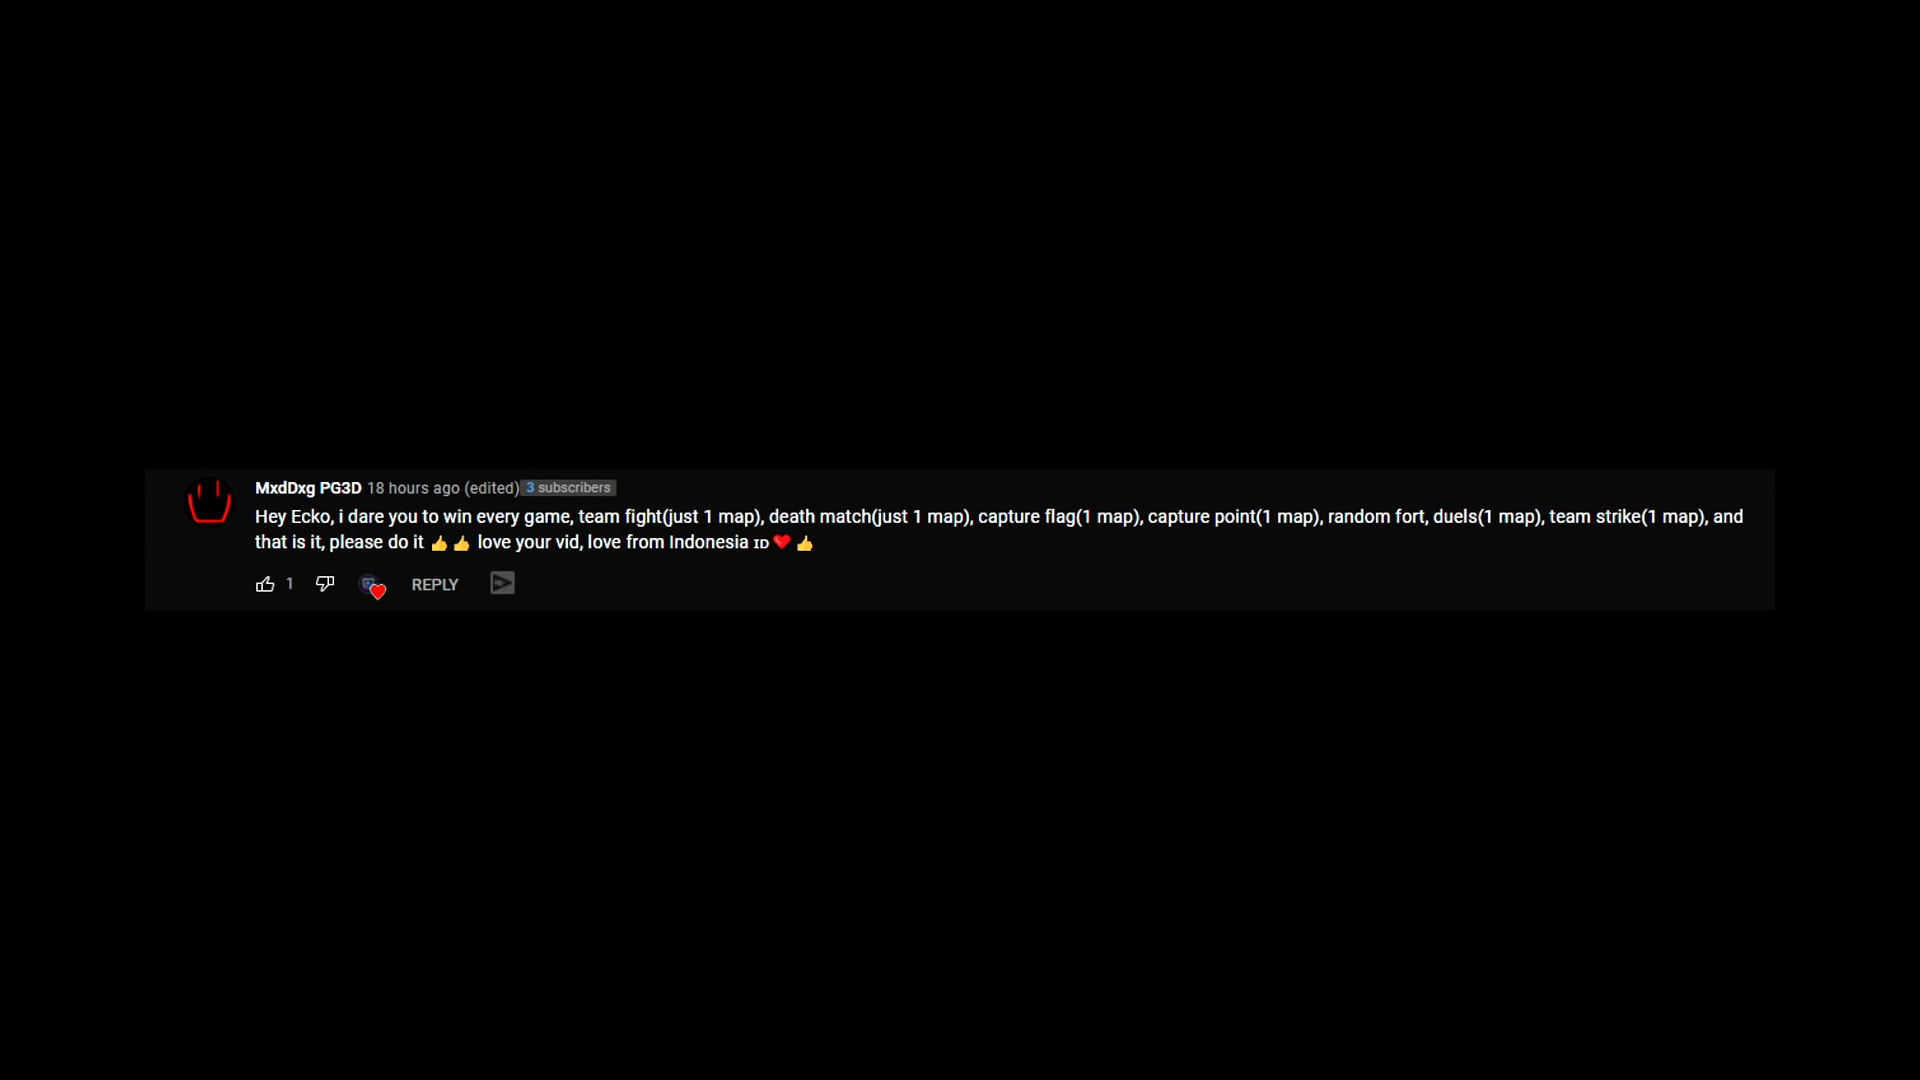 MxdDxg PG3D 18 hours ago (edited) 3 subscribers
Hey Ecko, i dare you to win every game, team fight(just 1 map), death match(just 1 map), capture flag(1 map), capture point(1 map), random fort, duels(1 map), team strike(1 map), and
that is it, please do it 👍👍 love your vid, love from Indonesia ID❤👍
1 REPLY